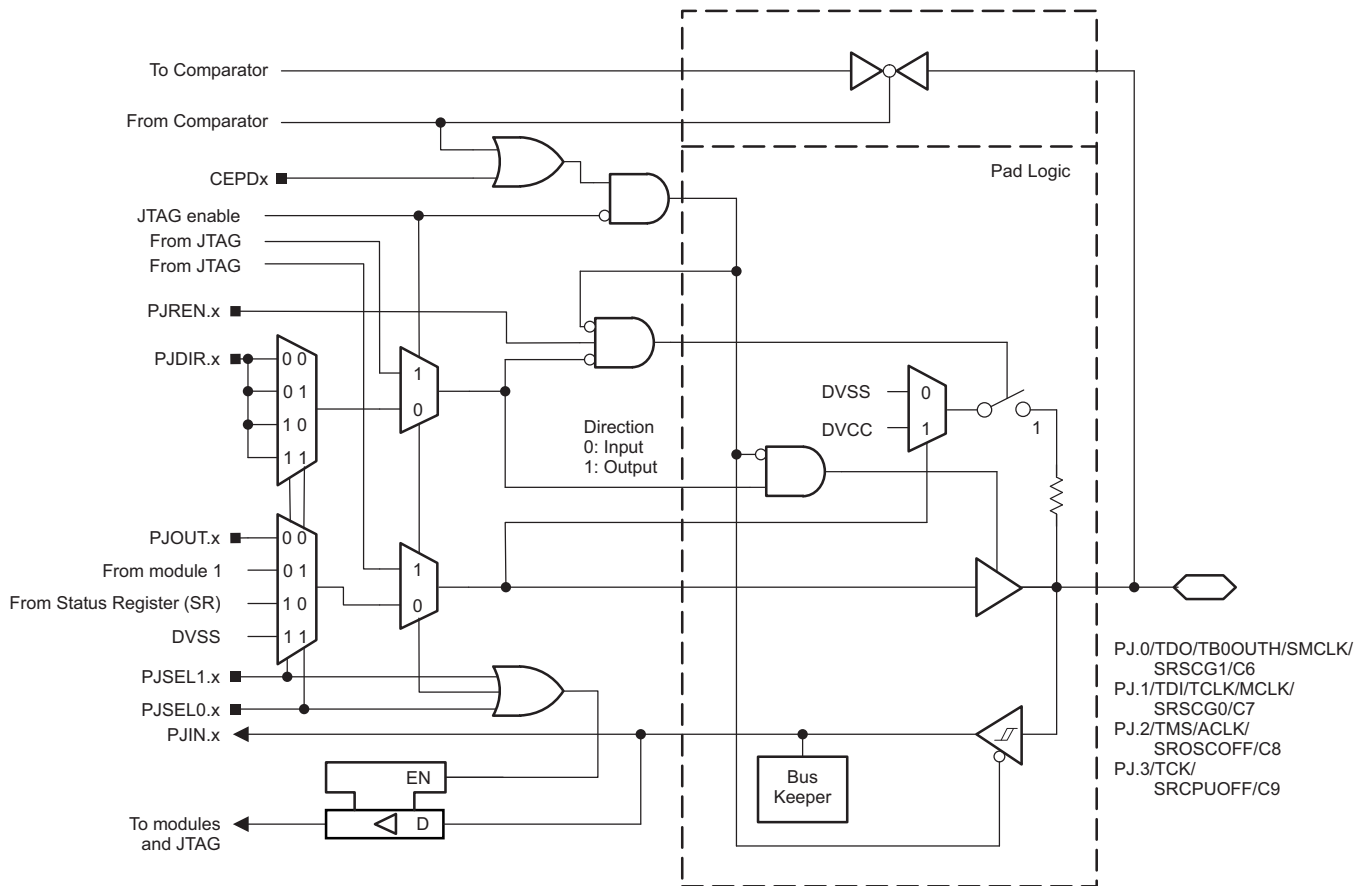 To Comparator
From Comparator
Pad Logic
CEPDx
JTAG enable
From JTAG
From JTAG
PJREN.x
PJDIR.x
0 0
0 1
1 0
1 1
1
0
Direction
0: Input
1: Output
DVSS
DVCC
0
1
1
PJOUT.x
From module 1
From Status Register (SR)
DVSS
0 0
0 1
1 0
1 1
1
0
PJSEL1.x
PJSEL0.x
PJIN.x
EN
D
To modules
and JTAG
Bus
Keeper
PJ.0/TDO/TB0OUTH/SMCLK/
SRSCG1/C6
PJ.1/TDI/TCLK/MCLK/
SRSCG0/C7
PJ.2/TMS/ACLK/
SROSCOFF/C8
PJ.3/TCK/
SRCPUOFF/C9